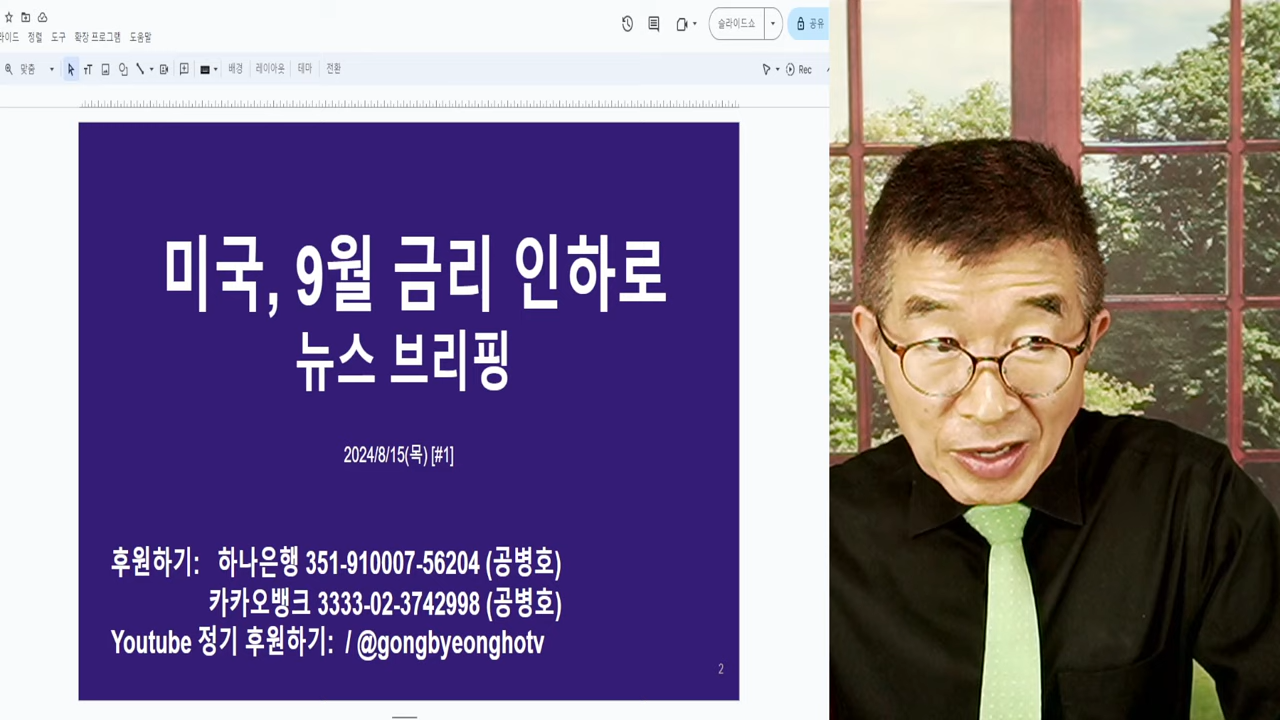 라이드 정렬 도구 확장 프로그램 도움말
슬라이드쇼
공유
맞춤
배경 레이아웃 테마 전환
Rec
미국, 9월 금리 인하로
뉴스 브리핑
2024/8/15(목) [#1]
후원하기: 하나은행 351-910007-56204 (공병호)
카카오뱅크 3333-02-3742998 (공병호)
Youtube 정기 후원하기: / @gongbyeonghotv
2